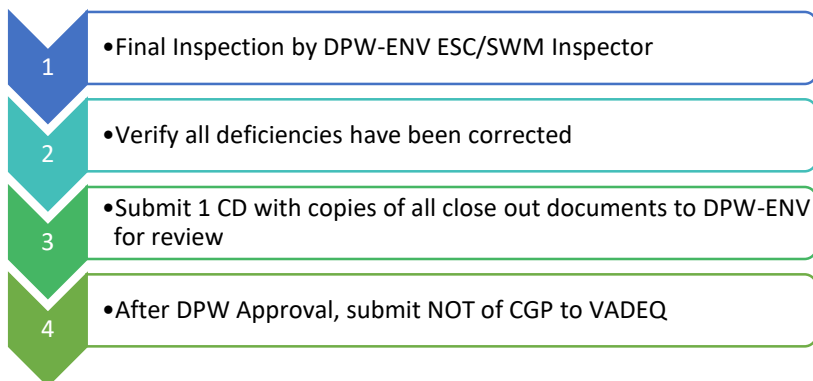 1
•Final Inspection by DPW-ENV ESC/SWM Inspector
2
•Verify all deficiencies have been corrected
3
•Submit 1 CD with copies of all close out documents to DPW-ENV
for review
4
•After DPW Approval, submit NOT of CGP to VADEQ